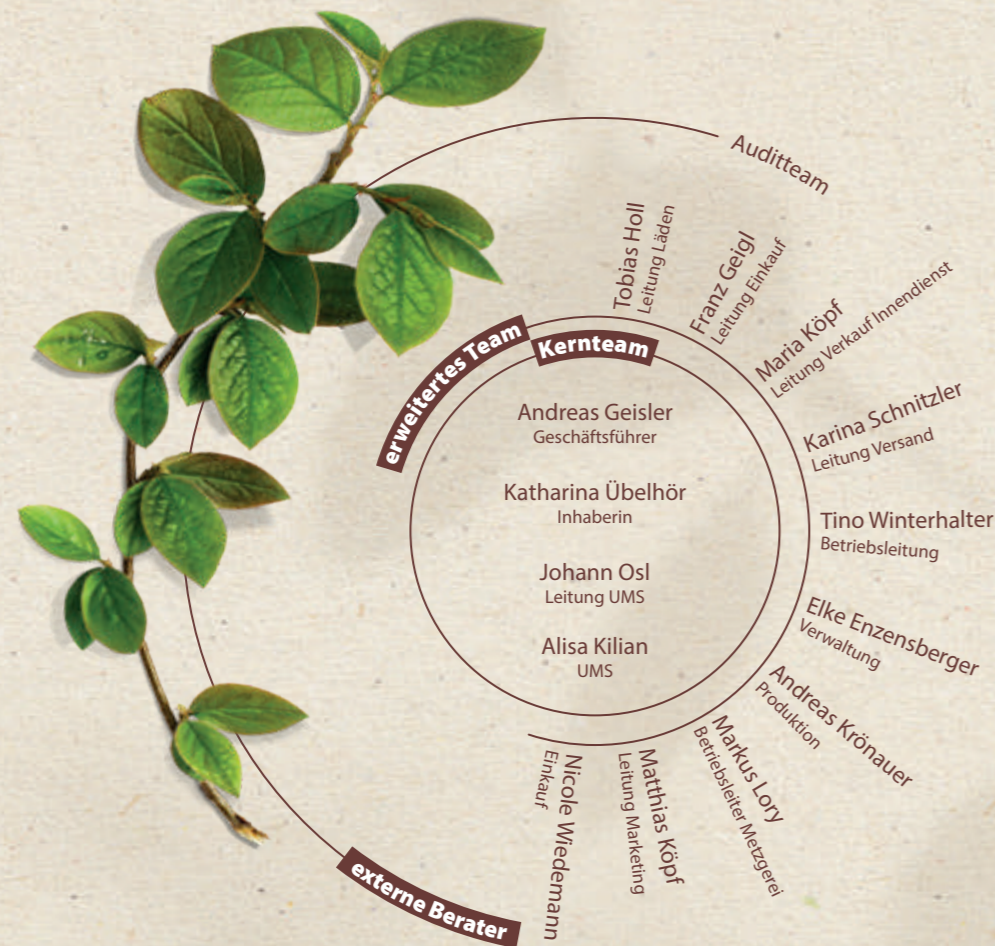 Auditteam
erweitertes Team
Kernteam
Andreas Geisler
Geschäftsführer
Katharina Übelhör
Inhaberin
Johann Osl
Leitung UMS
Alisa Kilian
UMS
Tobias Holl
Leitung Läden
Franz Geigl
Leitung Einkauf
Maria Köpf
Leitung Verkauf Innendienst
Karina Schnitzler
Leitung Versand
Tino Winterhalter
Betriebsleitung
Elke Enzensberger
Verwaltung
Andreas Krönauer
Produktion
Markus Lory
Betriebsleiter Metzgerei
Matthias Köpf
Leitung Marketing
Nicole Wiedemann
Einkauf
externe Berater